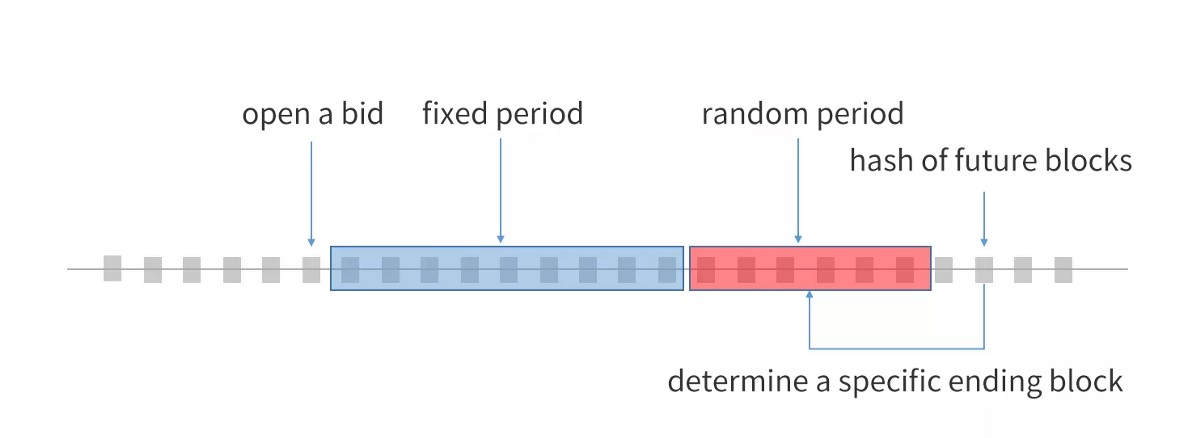 open a bid
fixed period
random period
hash of future blocks
determine a specific ending block